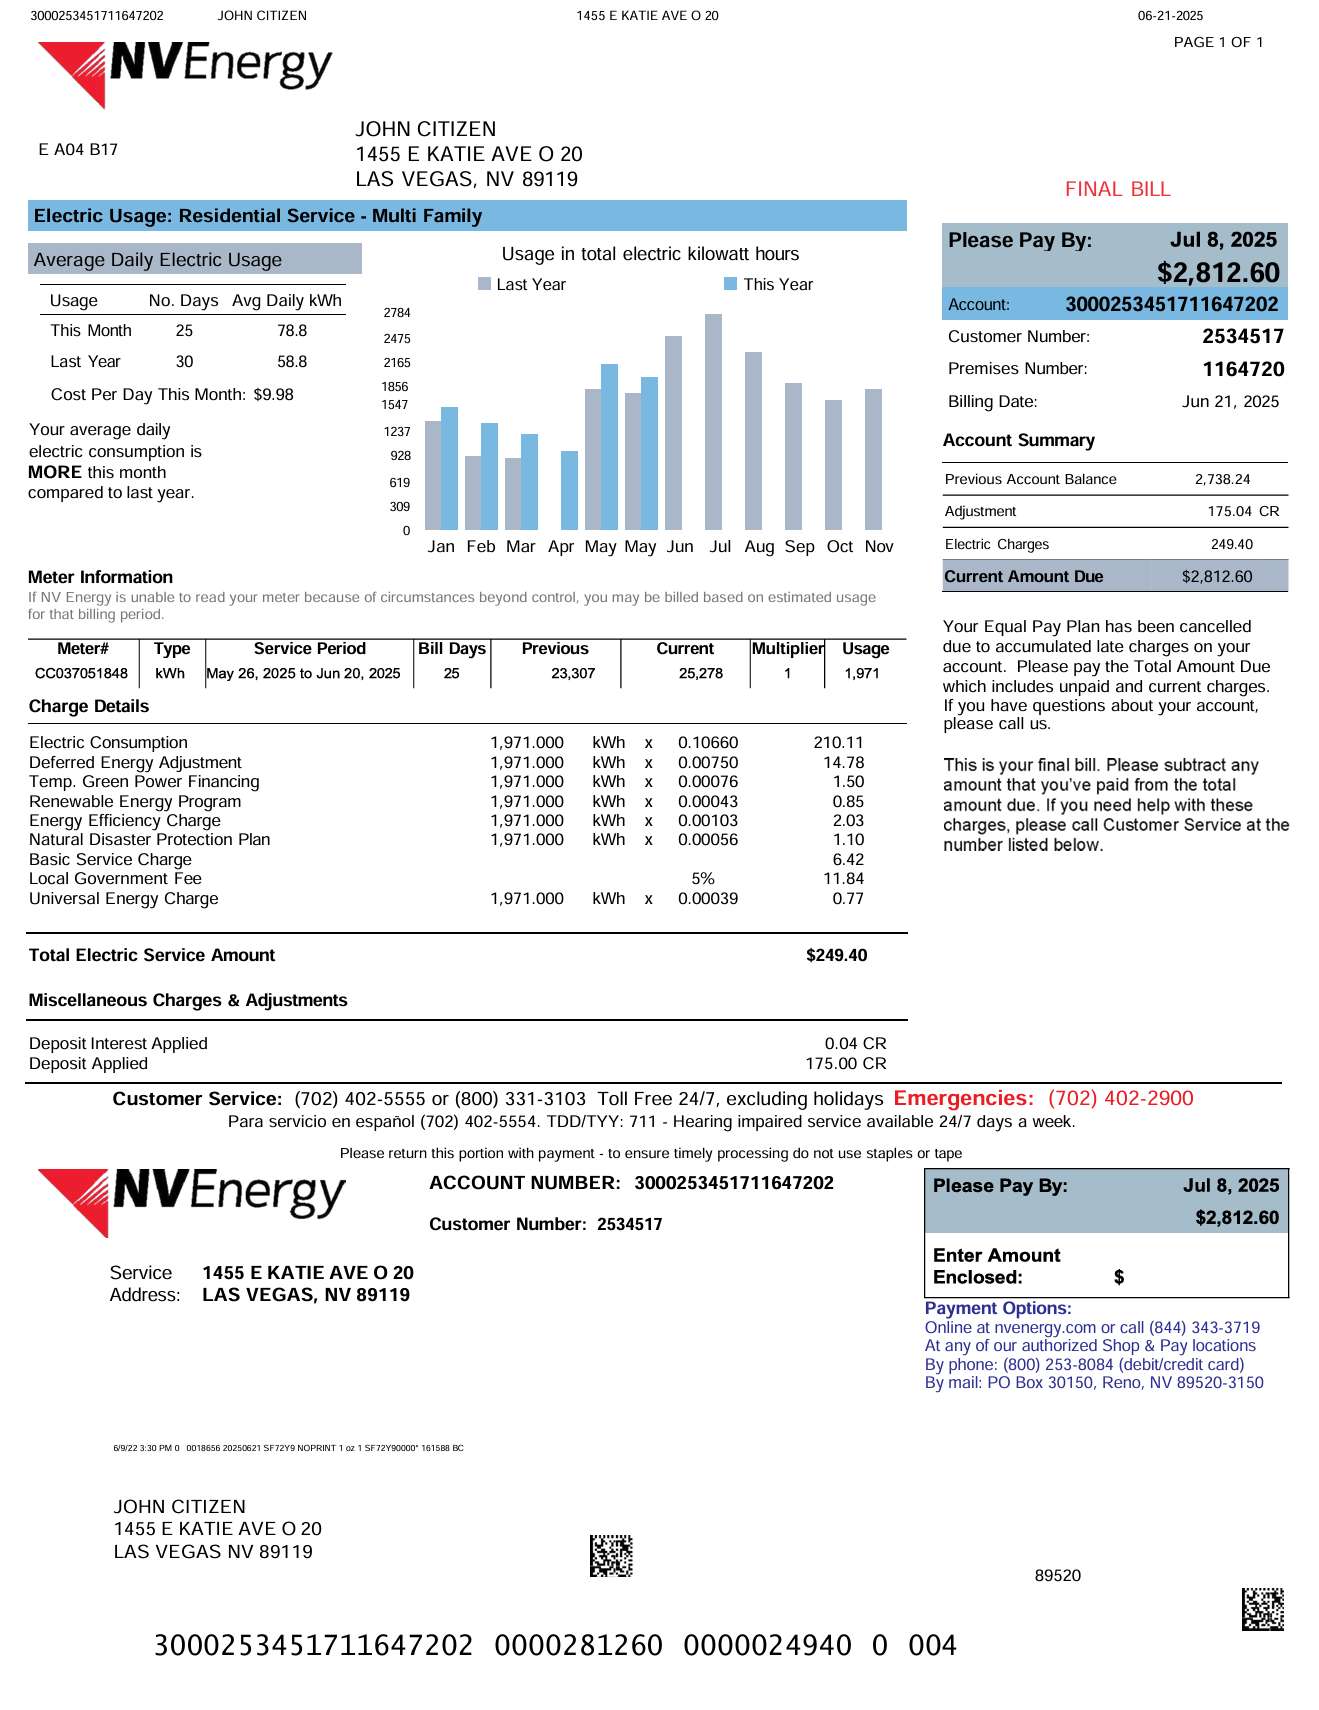 3000253451711647202 JOHN CITIZEN 1455 E KATIE AVE O 20 06-21-2025
PAGE 1 OF 1
NVEnergy
E A04 B17
JOHN CITIZEN
1455 E KATIE AVE O 20
LAS VEGAS, NV 89119
FINAL BILL
Electric Usage: Residential Service - Multi Family
Average Daily Electric Usage
Usage No. Days Avg Daily kWh
This Month 25 78.8
Last Year 30 58.8
Cost Per Day This Month: $9.98
Your average daily
electric consumption is
MORE this month
compared to last year.
Usage in total electric kilowatt hours
Last Year This Year
2784
2475
2165
1856
1547
1237
928
619
309
0
Jan Feb Mar Apr May May Jun Jul Aug Sep Oct Nov
Please Pay By: Jul 8, 2025
$2,812.60
Account: 3000253451711647202
Customer Number: 2534517
Premises Number: 1164720
Billing Date: Jun 21, 2025
Account Summary
Previous Account Balance 2,738.24
Adjustment 175.04 CR
Electric Charges 249.40
Current Amount Due $2,812.60
Your Equal Pay Plan has been cancelled
due to accumulated late charges on your
account. Please pay the Total Amount Due
which includes unpaid and current charges.
If you have questions about your account,
please call us.
This is your final bill. Please subtract any
amount that you've paid from the total
amount due. If you need help with these
charges, please call Customer Service at the
number listed below.
Meter Information
If NV Energy is unable to read your meter because of circumstances beyond control, you may be billed based on estimated usage
for that billing period.
Meter# Type Service Period Bill Days Previous Current Multiplier Usage
CC037051848 kWh May 26, 2025 to Jun 20, 2025 25 23,307 25,278 1 1,971
Charge Details
Electric Consumption 1,971.000 kWh x 0.10660 210.11
Deferred Energy Adjustment 1,971.000 kWh x 0.00750 14.78
Temp. Green Power Financing 1,971.000 kWh x 0.00076 1.50
Renewable Energy Program 1,971.000 kWh x 0.00043 0.85
Energy Efficiency Charge 1,971.000 kWh x 0.00103 2.03
Natural Disaster Protection Plan 1,971.000 kWh x 0.00056 1.10
Basic Service Charge 6.42
Local Government Fee 5% 11.84
Universal Energy Charge 1,971.000 kWh x 0.00039 0.77
Total Electric Service Amount $249.40
Miscellaneous Charges & Adjustments
Deposit Interest Applied 0.04 CR
Deposit Applied 175.00 CR
Customer Service: (702) 402-5555 or (800) 331-3103 Toll Free 24/7, excluding holidays Emergencies: (702) 402-2900
Para servicio en español (702) 402-5554. TDD/TYY: 711 - Hearing impaired service available 24/7 days a week.
Please return this portion with payment - to ensure timely processing do not use staples or tape
NVEnergy
ACCOUNT NUMBER: 3000253451711647202
Customer Number: 2534517
Service 1455 E KATIE AVE O 20
Address: LAS VEGAS, NV 89119
Please Pay By: Jul 8, 2025
$2,812.60
Enter Amount
Enclosed: $
Payment Options:
Online at nvenergy.com or call (844) 343-3719
At any of our authorized Shop & Pay locations
By phone: (800) 253-8084 (debit/credit card)
By mail: PO Box 30150, Reno, NV 89520-3150
6/9/22 3:30 PM 0 0018656 20250621 SF72Y9 NOPRINT 1 oz 1 SF72Y90000" 161588 BC
JOHN CITIZEN
1455 E KATIE AVE O 20
LAS VEGAS NV 89119
89520
3000253451711647202 0000281260 0000024940 0 004